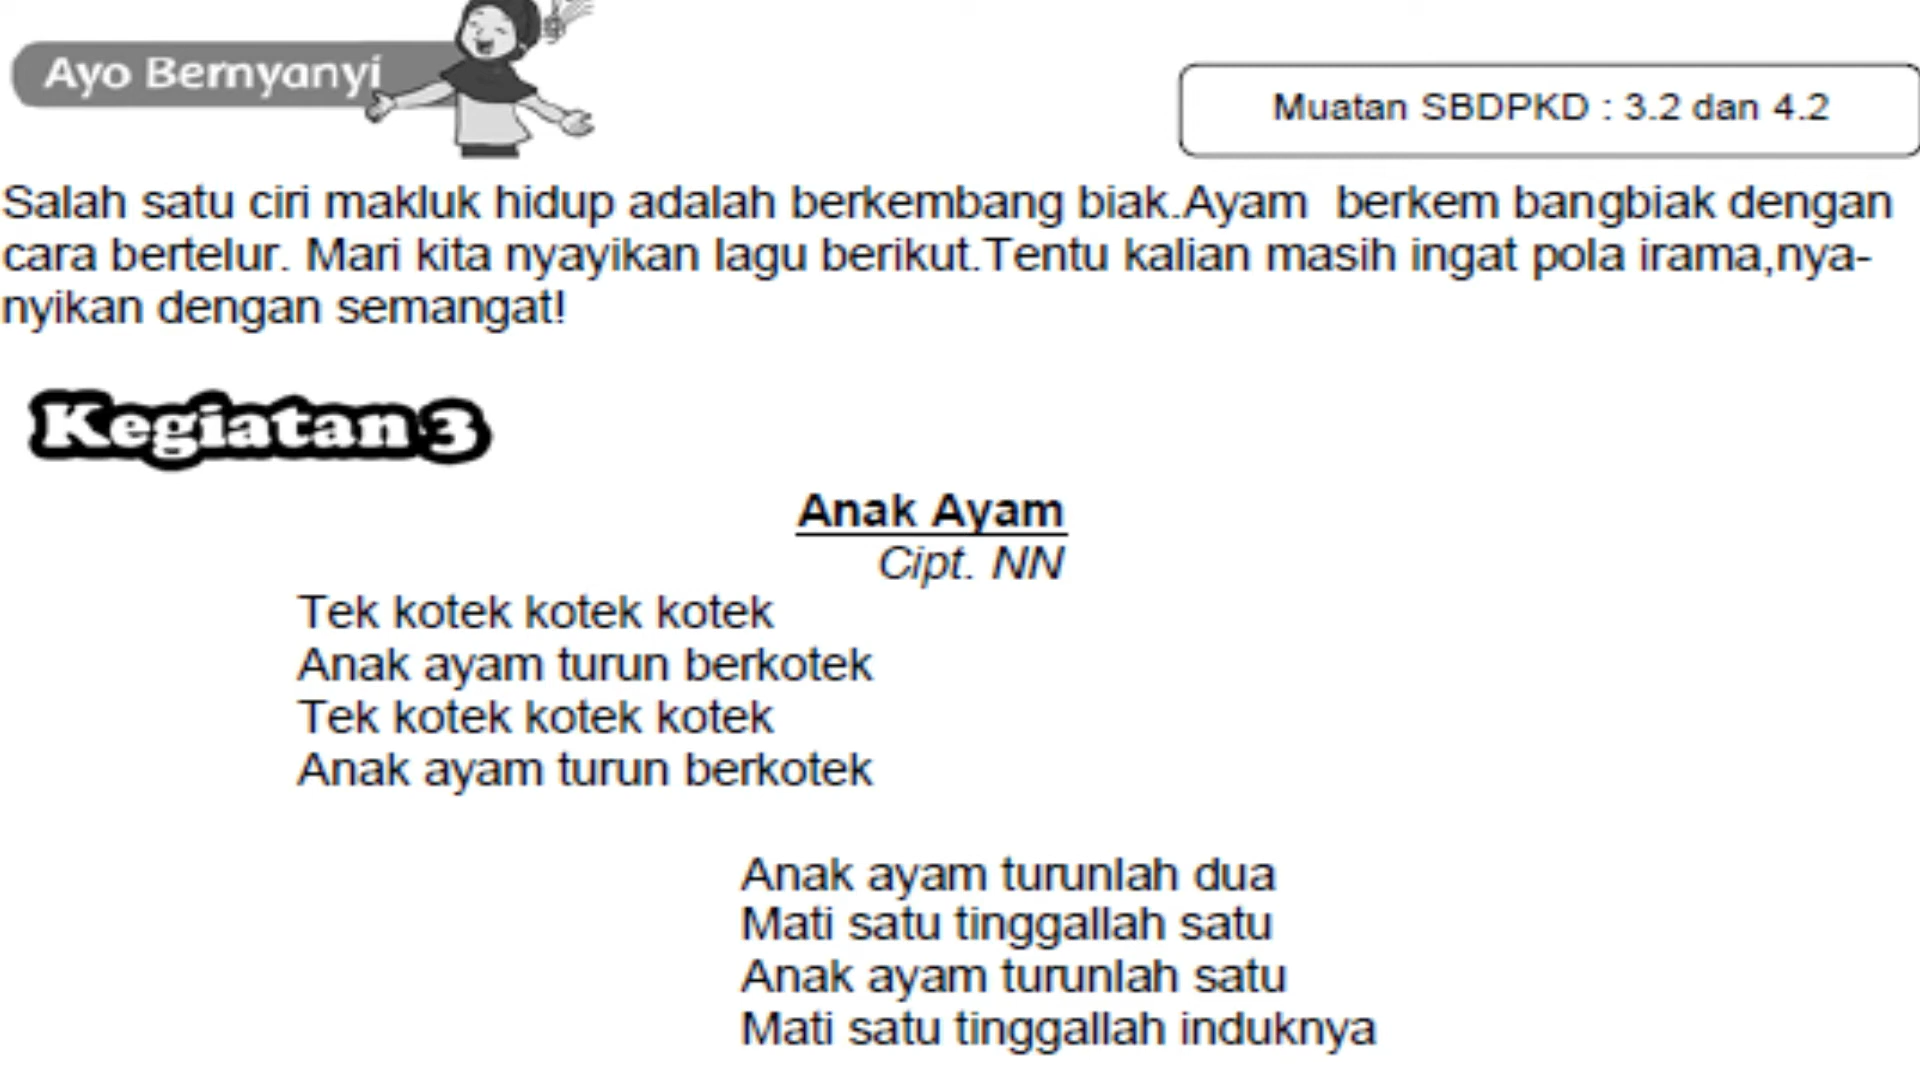 Ayo Bernyanyi
Muatan SBDPKD : 3.2 dan 4.2
Salah satu ciri makluk hidup adalah berkembang biak.Ayam berkem bangbiak dengan
cara bertelur. Mari kita nyayikan lagu berikut.Tentu kalian masih ingat pola irama,nya-
nyikan dengan semangat!
Kegiatan 3
Anak Ayam
Cipt. NN
Tek kotek kotek kotek
Anak ayam turun berkotek
Tek kotek kotek kotek
Anak ayam turun berkotek
Anak ayam turunlah dua
Mati satu tinggallah satu
Anak ayam turunlah satu
Mati satu tinggallah induknya